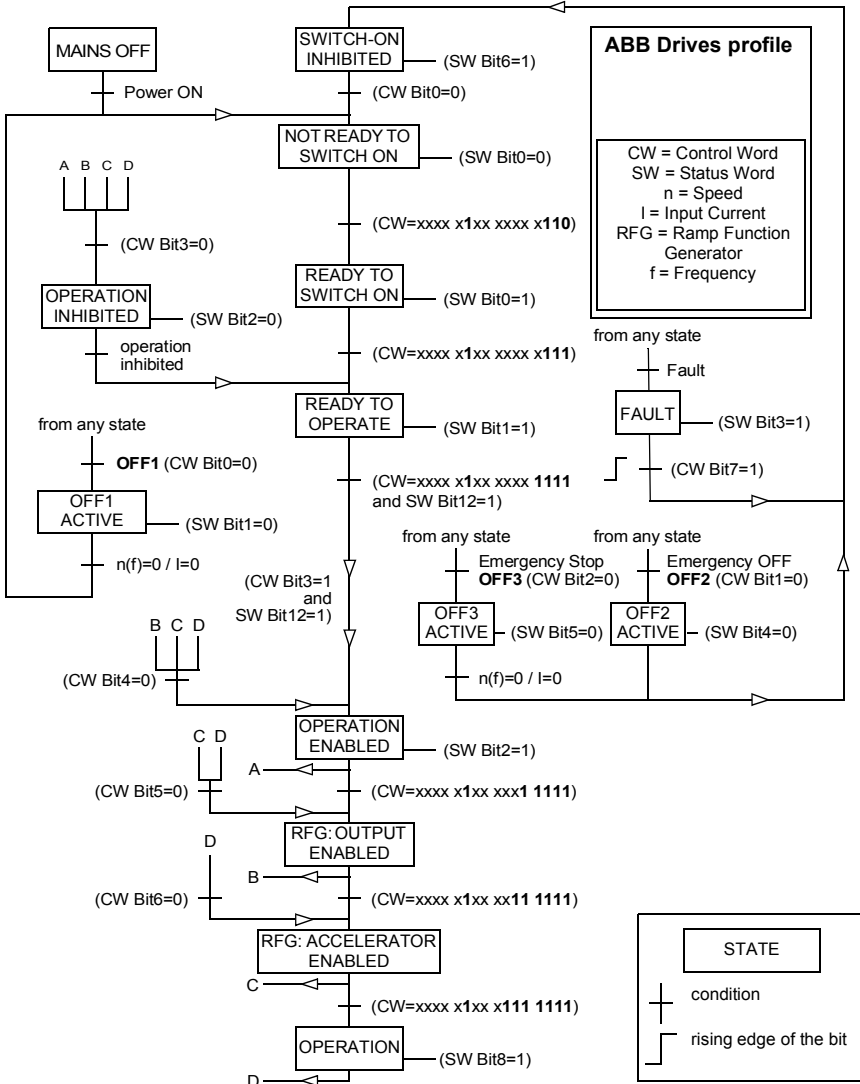 MAINS OFF
Power ON
SWITCH-ON
INHIBITED
(SW Bit6=1)
(CW Bit0=0)
NOT READY TO
SWITCH ON
(SW Bit0=0)
ABB Drives profile
CW = Control Word
SW = Status Word
n = Speed
I = Input Current
RFG = Ramp Function
Generator
f = Frequency
A B C D
(CW Bit3=0)
OPERATION
INHIBITED
(SW Bit2=0)
operation
inhibited
(CW=xxxx x1xx xxxx x110)
READY TO
SWITCH ON
(SW Bit0=1)
(CW=xxxx x1xx xxxx x111)
READY TO
OPERATE
(SW Bit1=1)
(CW=xxxx x1xx xxxx 1111
and SW Bit12=1)
from any state
Fault
FAULT
(SW Bit3=1)
(CW Bit7=1)
from any state
OFF1 (CW Bit0=0)
OFF1
ACTIVE
(SW Bit1=0)
n(f)=0 / I=0
(CW Bit3=1
and
SW Bit12=1)
from any state
Emergency Stop
OFF3 (CW Bit2=0)
OFF3
ACTIVE
(SW Bit5=0)
n(f)=0 / I=0
from any state
Emergency OFF
OFF2 (CW Bit1=0)
OFF2
ACTIVE
(SW Bit4=0)
B C D
(CW Bit4=0)
OPERATION
ENABLED
(SW Bit2=1)
A
C D
(CW Bit5=0)
(CW=xxxx x1xx xxx1 1111)
RFG: OUTPUT
ENABLED
B
D
(CW Bit6=0)
(CW=xxxx x1xx xx11 1111)
RFG: ACCELERATOR
ENABLED
C
(CW=xxxx x1xx x111 1111)
OPERATION
(SW Bit8=1)
D
STATE
condition
rising edge of the bit